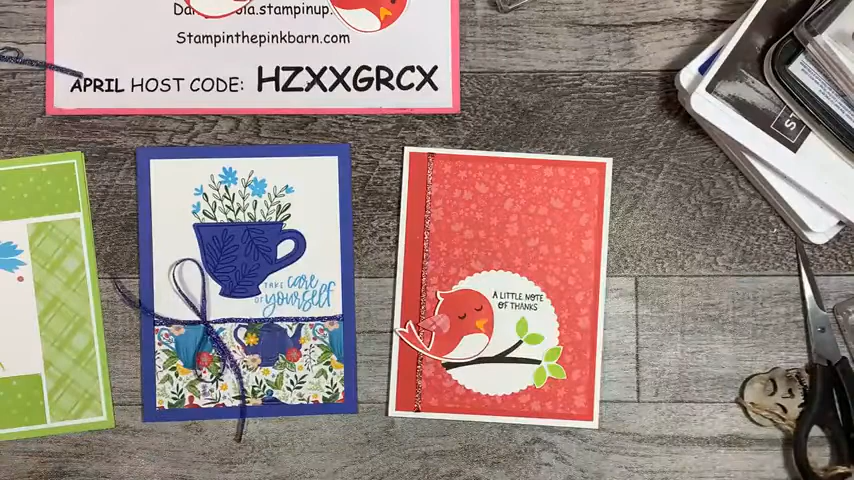 Stampinthepinkbarn.com
APRIL HOST CODE: HZXXGRCX
TAKE care
OF yourself
A LITTLE NOTE
OF THANKS